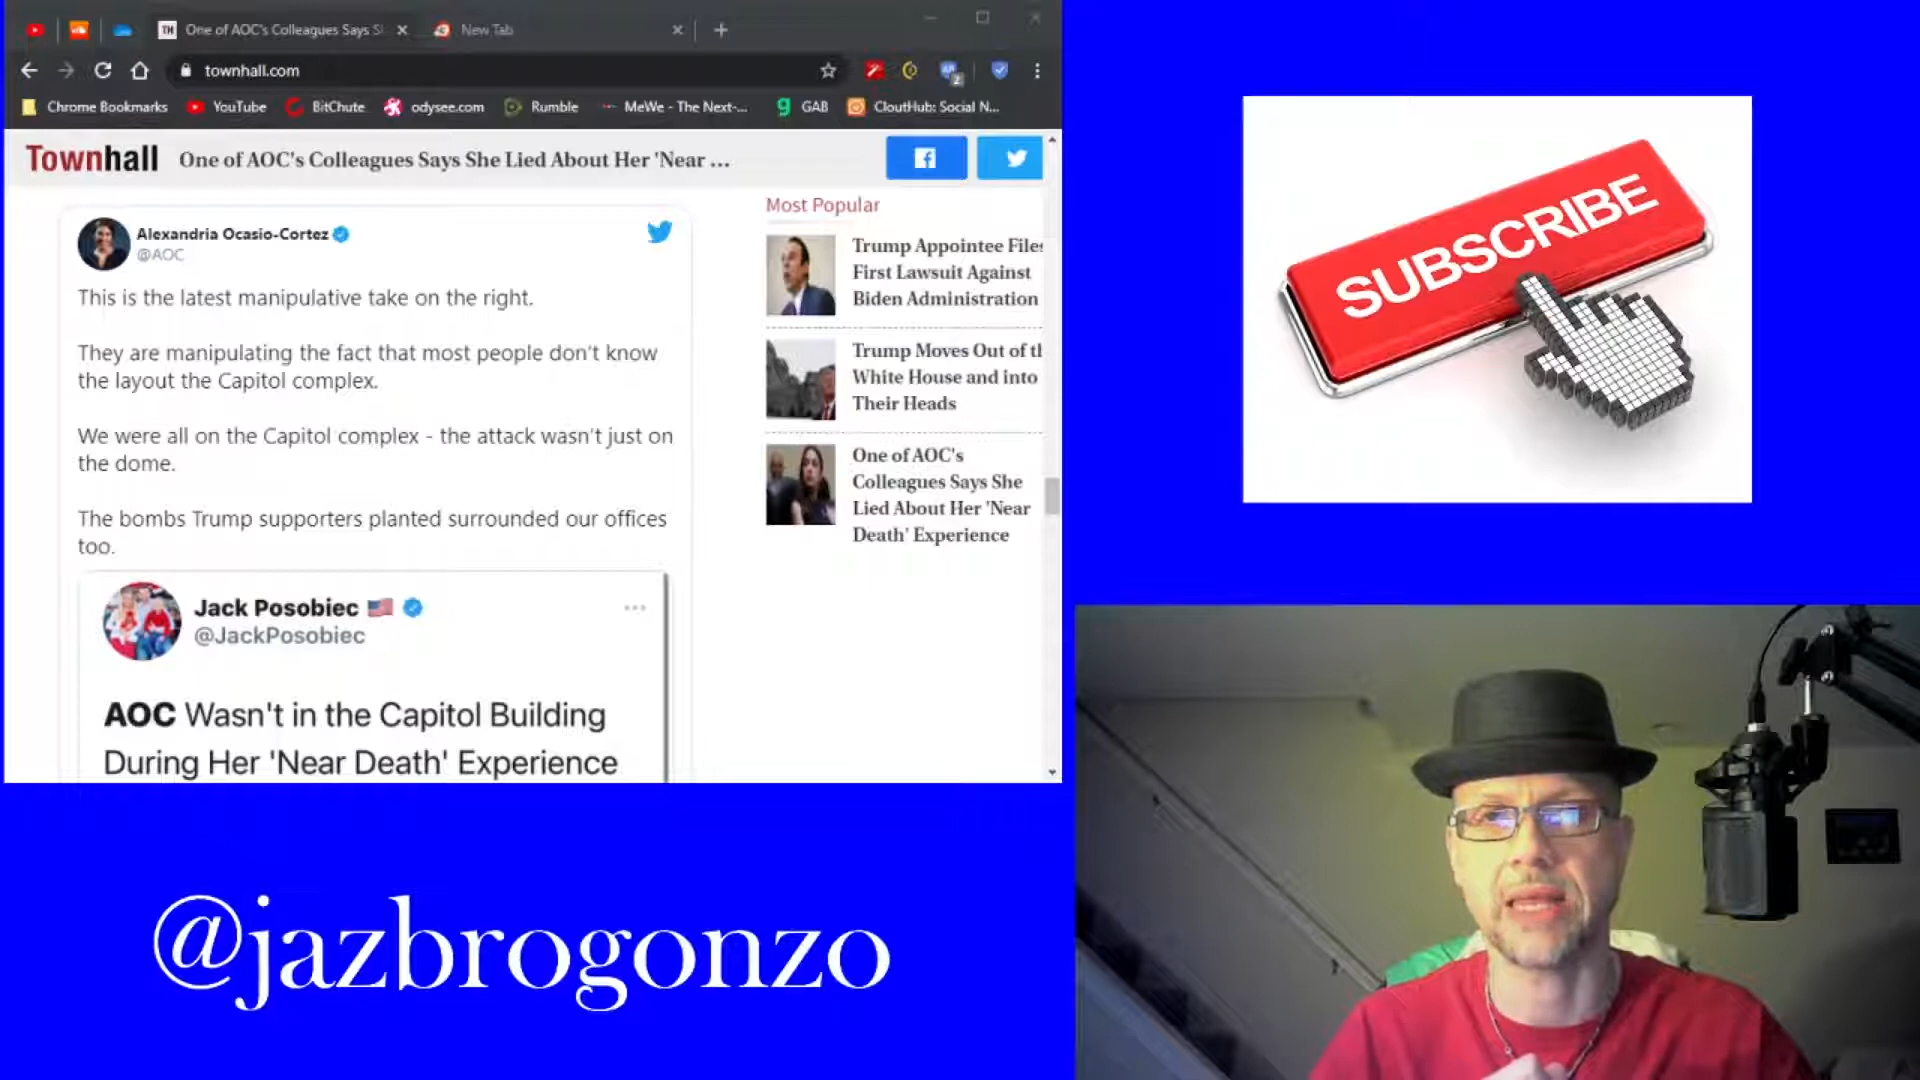 TH One of AOC's Colleagues Says S
New Tab
townhall.com
2
Chrome Bookmarks
YouTube
BitChute
odysee.com
Rumble
MeWe - The Next-...
GAB
CloutHub: Social N...
Townhall
One of AOC's Colleagues Says She Lied About Her 'Near ...
Alexandria Ocasio-Cortez
@AOC
This is the latest manipulative take on the right.
They are manipulating the fact that most people don't know
the layout the Capitol complex.
We were all on the Capitol complex - the attack wasn't just on
the dome.
The bombs Trump supporters planted surrounded our offices
too.
Jack Posobiec
@JackPosobiec
AOC Wasn't in the Capitol Building
During Her 'Near Death' Experience
Most Popular
Trump Appointee Files
First Lawsuit Against
Biden Administration
Trump Moves Out of th
White House and into
Their Heads
One of AOC's
Colleagues Says She
Lied About Her 'Near
Death' Experience
SUBSCRIBE
@jazbrogonzo